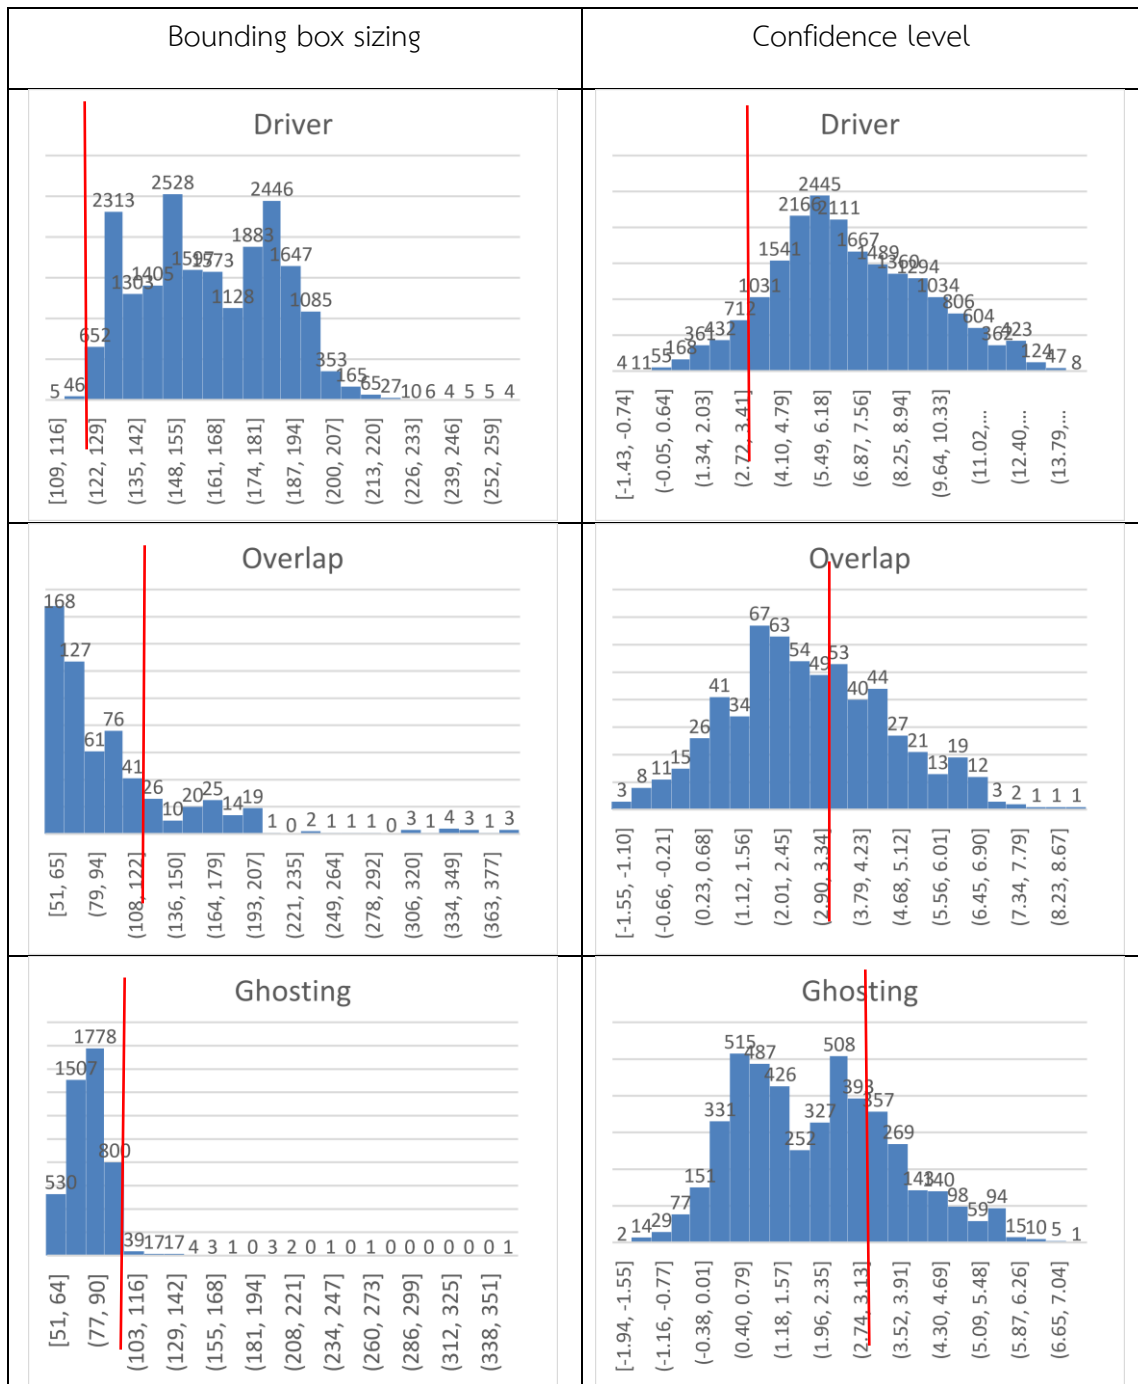 Bounding box sizing
Confidence level
Driver
5 46 652 2313 1303 1405 2528 1597 1573 1128 1883 2446 1647 1085 353 165 65 27 10 6 4 5 5 4
[109, 116] (122, 129] (135, 142] (148, 155] (161, 168] (174, 181] (187, 194] (200, 207] (213, 220] (226, 233] (239, 246] (252, 259]
Driver
4 11 55 168 361 432 712 1031 1541 2166 2445 2111 1667 1489 1360 1294 1034 806 604 362 423 124 47 8
[-1.43, -0.74] (-0.05, 0.64] (1.34, 2.03] (2.72, 3.41] (4.10, 4.79] (5.49, 6.18] (6.87, 7.56] (8.25, 8.94] (9.64, 10.33] (11.02,... (12.40,... (13.79,...
Overlap
168 127 61 76 41 26 10 20 25 14 19 1 0 2 1 1 1 0 3 1 4 3 1 3
[51, 65] (79, 94] (108, 122] (136, 150] (164, 179] (193, 207] (221, 235] (249, 264] (278, 292] (306, 320] (334, 349] (363, 377]
Overlap
3 8 11 15 26 41 34 67 63 54 49 53 40 44 27 21 13 19 12 3 2 1 1 1
[-1.55, -1.10] (-0.66, -0.21] (0.23, 0.68] (1.12, 1.56] (2.01, 2.45] (2.90, 3.34] (3.79, 4.23] (4.68, 5.12] (5.56, 6.01] (6.45, 6.90] (7.34, 7.79] (8.23, 8.67]
Ghosting
530 1507 1778 800 39 17 17 4 3 1 0 3 2 0 1 0 1 0 0 0 0 0 0 1
[51, 64] (77, 90] (103, 116] (129, 142] (155, 168] (181, 194] (208, 221] (234, 247] (260, 273] (286, 299] (312, 325] (338, 351]
Ghosting
2 14 29 77 151 331 515 487 426 252 327 508 393 357 269 143 140 98 59 94 15 10 5 1
[-1.94, -1.55] (-1.16, -0.77] (-0.38, 0.01] (0.40, 0.79] (1.18, 1.57] (1.96, 2.35] (2.74, 3.13] (3.52, 3.91] (4.30, 4.69] (5.09, 5.48] (5.87, 6.26] (6.65, 7.04]